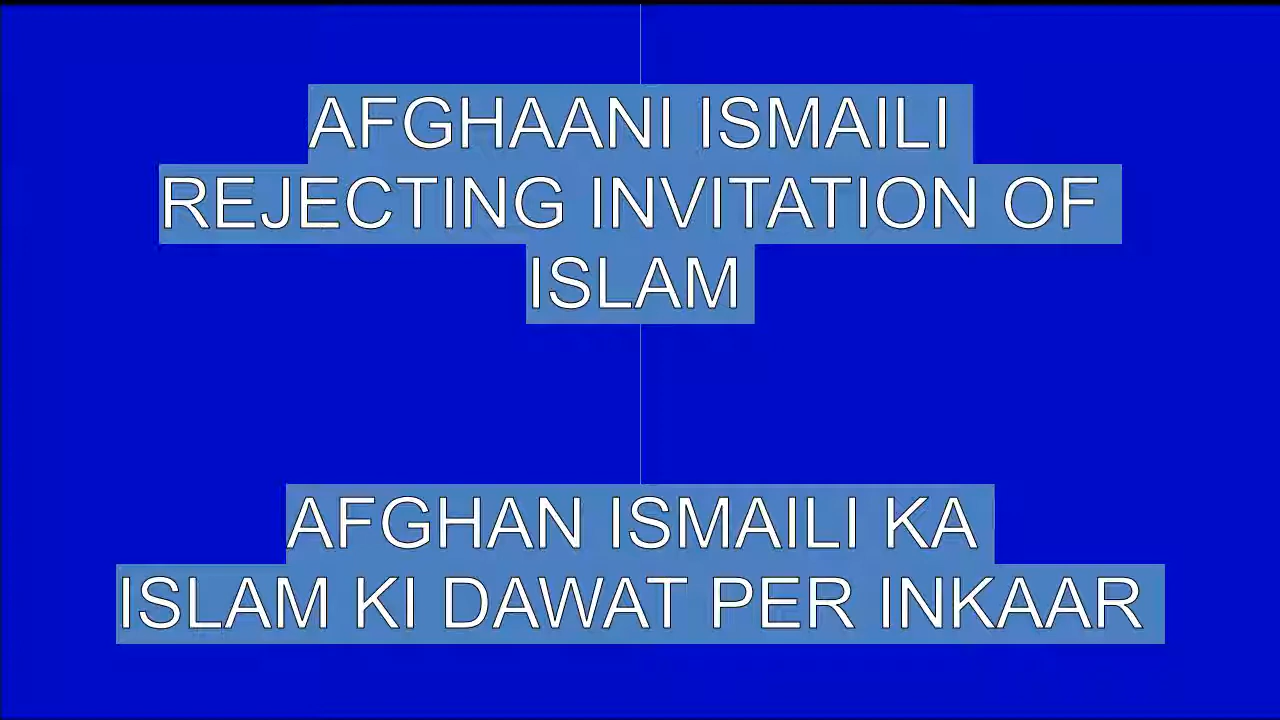 AFGHAANI ISMAILI
REJECTING INVITATION OF
ISLAM
AFGHAN ISMAILI KA
ISLAM KI DAWAT PER INKAAR